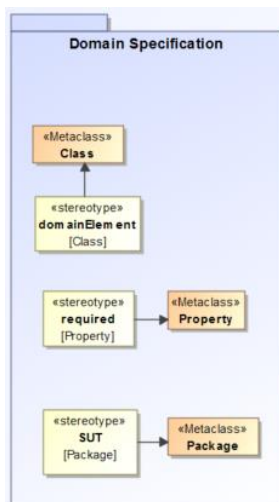 Domain Specification
«Metaclass»
Class
«stereotype»
domainElement
[Class]
«stereotype»
required
[Property]
«Metaclass»
Property
«stereotype»
SUT
[Package]
«Metaclass»
Package